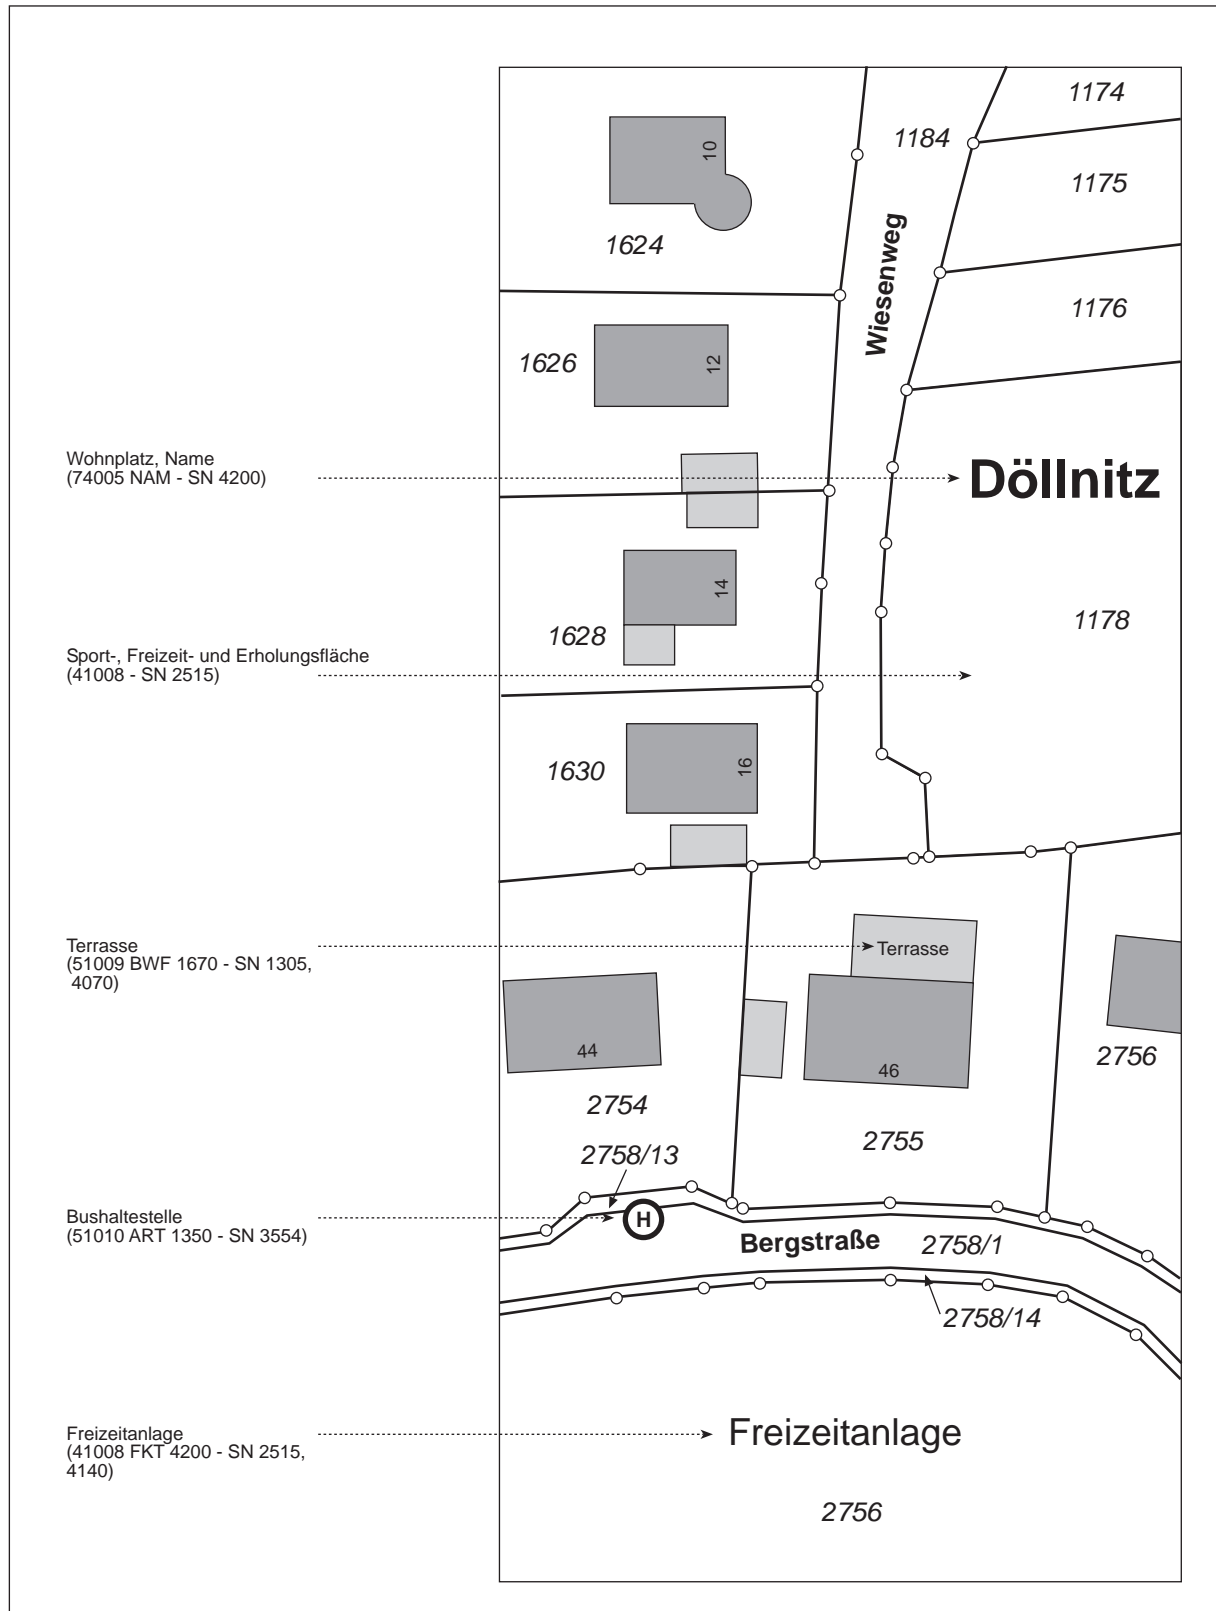 1174
1184
10
1175
1624
Wiesenweg
1176
1626
12
Wohnplatz, Name
(74005 NAM - SN 4200)
Döllnitz
14
1178
1628
Sport-, Freizeit- und Erholungsfläche
(41008 - SN 2515)
1630
16
Terrasse
(51009 BWF 1670 - SN 1305,
4070)
Terrasse
44
46
2756
2754
2755
2758/13
Bushaltestelle
(51010 ART 1350 - SN 3554)
H
Bergstraße
2758/1
2758/14
Freizeitanlage
(41008 FKT 4200 - SN 2515,
4140)
Freizeitanlage
2756